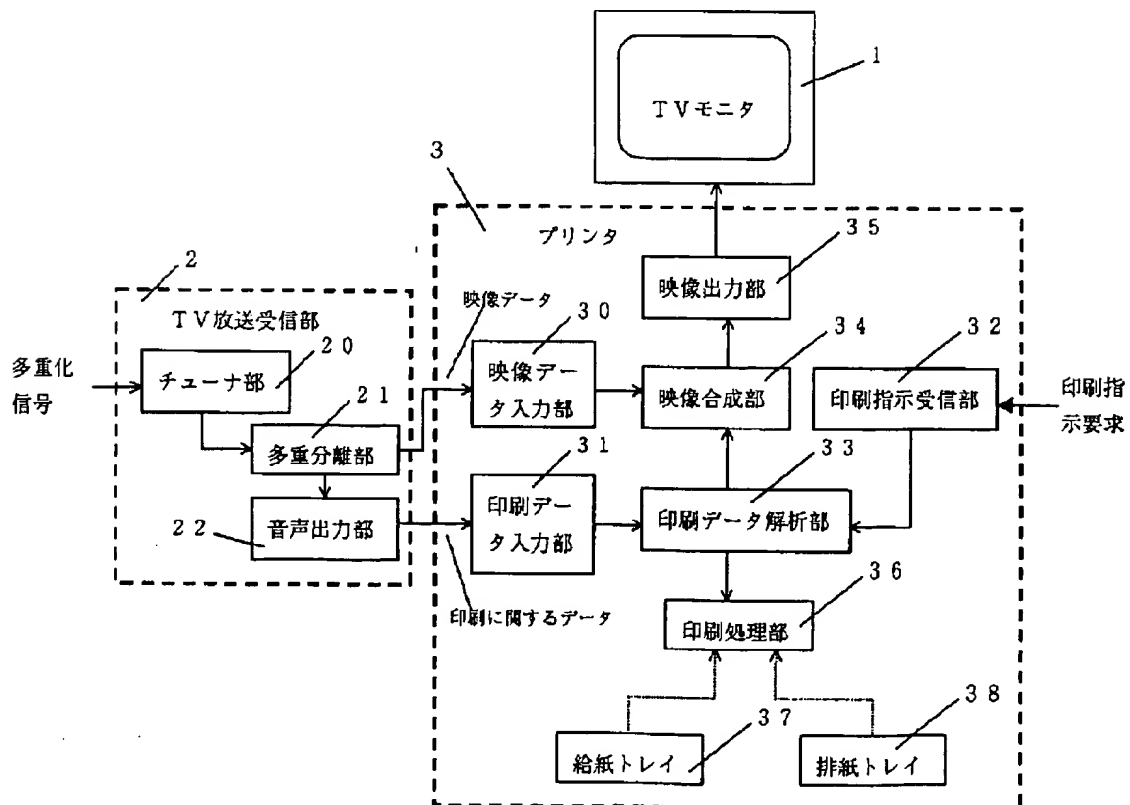 1
TVモニタ
3
プリンタ
35
映像出力部
2
TV放送受信部
映像データ
30
34
32
多重化
信号
20
チューナ部
映像デー
タ入力部
映像合成部
印刷指示受信部
印刷指
示要求
21
多重分離部
31
33
22
音声出力部
印刷デー
タ入力部
印刷データ解析部
印刷に関するデータ
36
印刷処理部
37
38
給紙トレイ
排紙トレイ